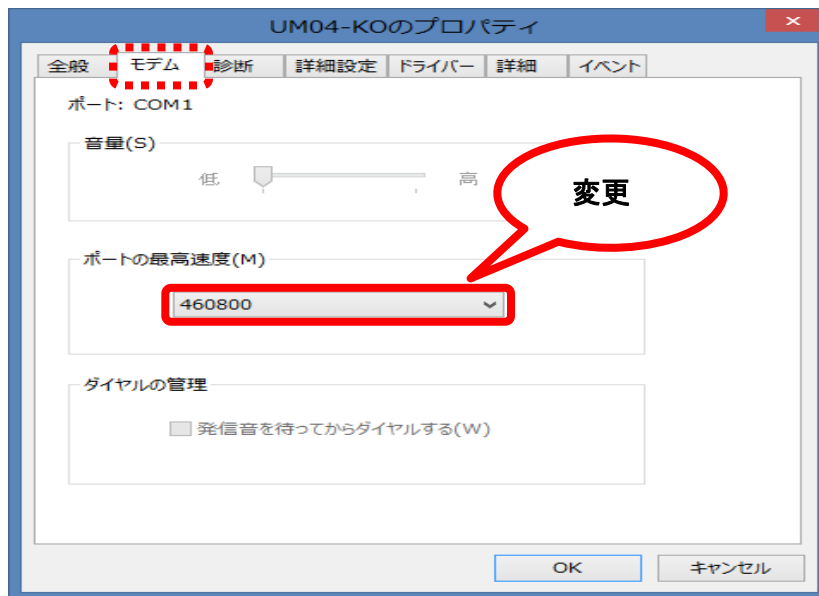 UM04-KOのプロパティ
全般 モデム 診断 詳細設定 ドライバー 詳細 イベント
ポート: COM1
音量(S)
低 高
変更
ポートの最高速度(M)
460800
ダイヤルの管理
発信音を待ってからダイヤルする(W)
OK キャンセル